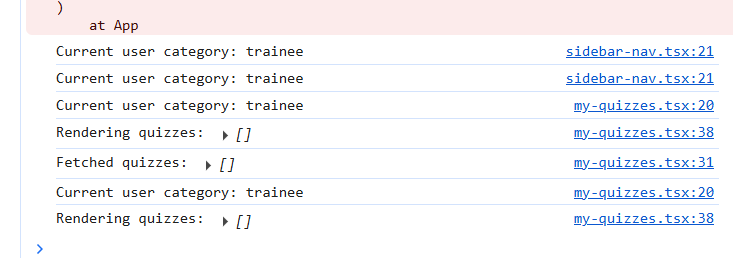 )
at App
Current user category: trainee sidebar-nav.tsx:21
Current user category: trainee sidebar-nav.tsx:21
Current user category: trainee my-quizzes.tsx:20
Rendering quizzes: ▶ [] my-quizzes.tsx:38
Fetched quizzes: ▶ [] my-quizzes.tsx:31
Current user category: trainee my-quizzes.tsx:20
Rendering quizzes: ▶ [] my-quizzes.tsx:38